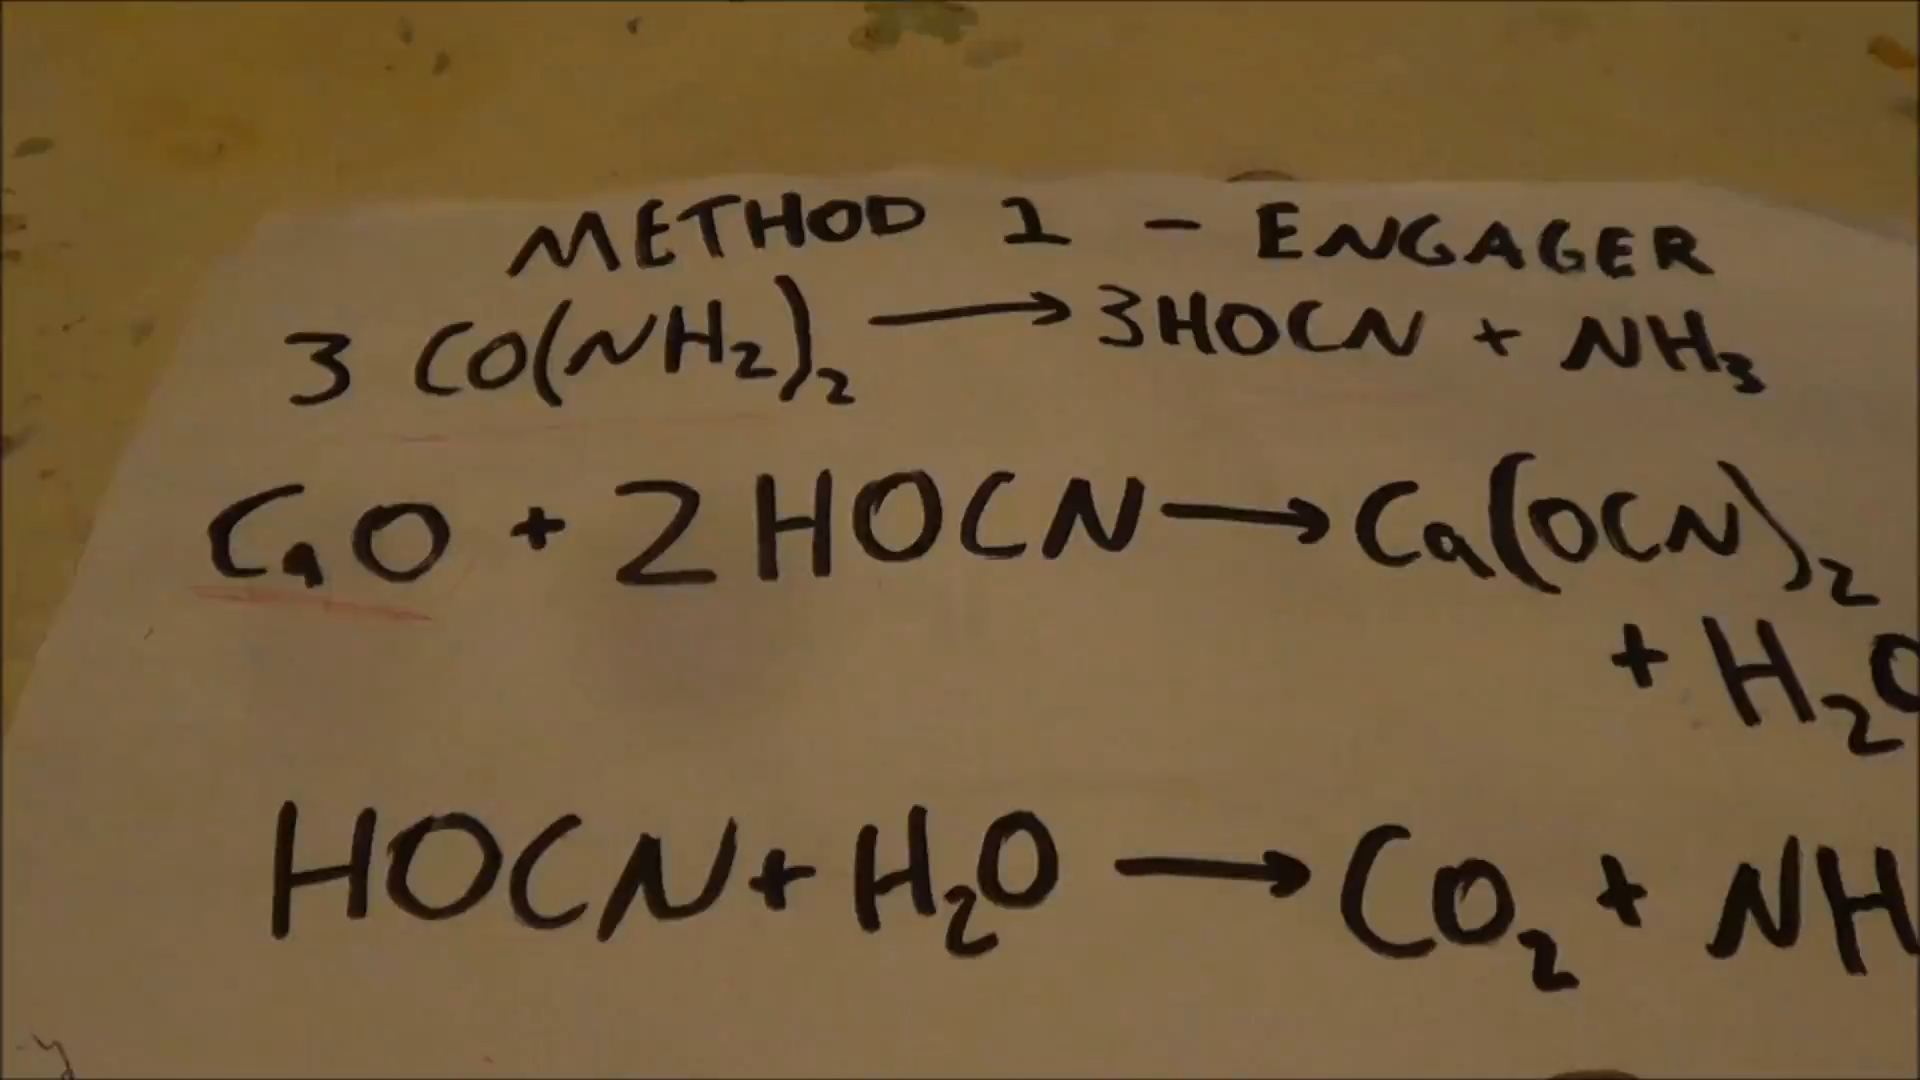 METHOD 1 - ENGAGER
3 CO(NH₂)₂ → 3HOCN + NH₃
CaO + 2HOCN → Ca(OCN)₂
+ H₂O
HOCN + H₂O → CO₂ + NH